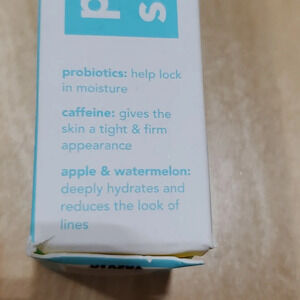 p
s
probiotics: help lock
in moisture
caffeine: gives the
skin a tight & firm
appearance
apple & watermelon:
deeply hydrates and
reduces the look of
lines